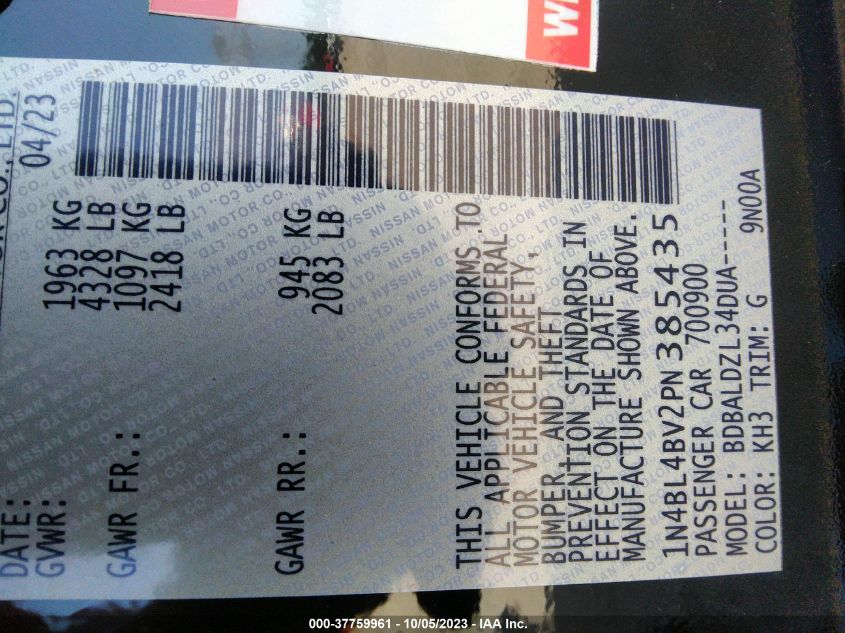 CO., LTD.
DATE: 04/23
GVWR: 1963 KG
4328 LB
GAWR FR.: 1097 KG
2418 LB
GAWR RR.: 945 KG
2083 LB
THIS VEHICLE CONFORMS TO
ALL APPLICABLE FEDERAL
MOTOR VEHICLE SAFETY,
BUMPER, AND THEFT
PREVENTION STANDARDS IN
EFFECT ON THE DATE OF
MANUFACTURE SHOWN ABOVE.
1N4BL4BV2PN385435
PASSENGER CAR 700900
MODEL: BDBALDZL34DUA-----
COLOR: KH3 TRIM: G 9N00A
NISSAN MOTOR CO., LTD.
000-37759961 - 10/05/2023 - IAA Inc.